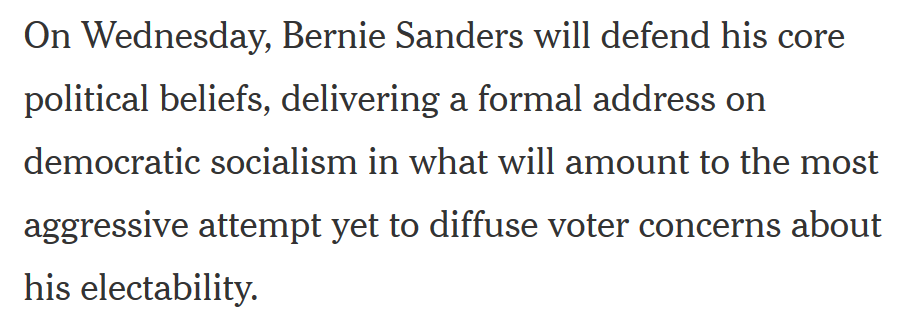 On Wednesday, Bernie Sanders will defend his core
political beliefs, delivering a formal address on
democratic socialism in what will amount to the most
aggressive attempt yet to diffuse voter concerns about
his electability.